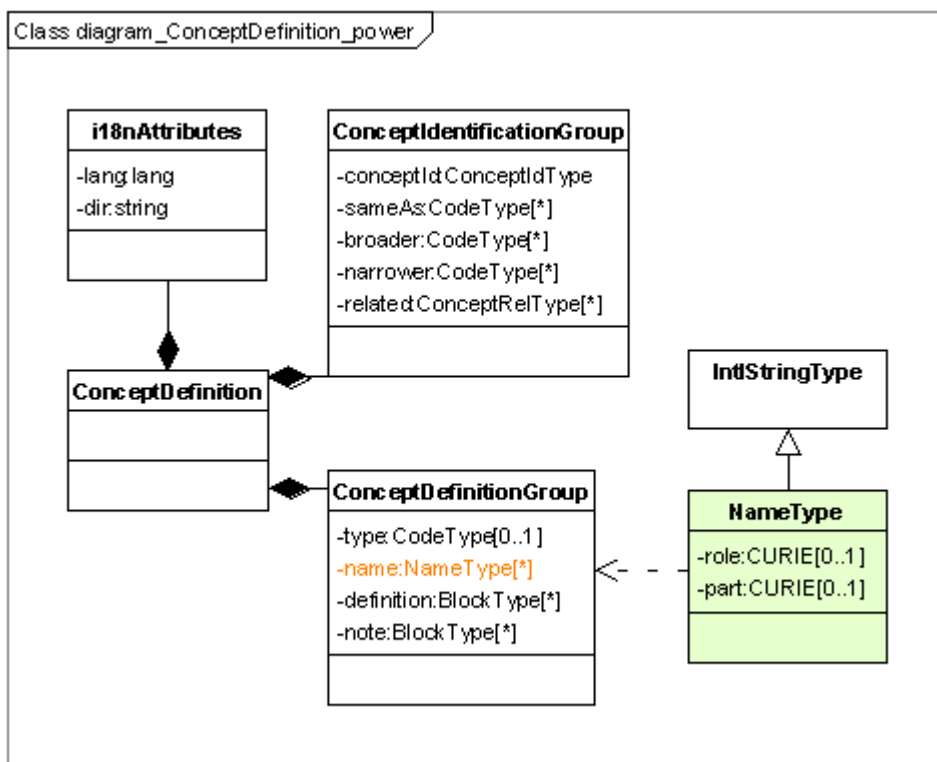 Class diagram_ConceptDefinition_power
i18nAttributes
-lang:lang
-dir:string
ConceptIdentificationGroup
-conceptId:ConceptIdType
-sameAs:CodeType[*]
-broader:CodeType[*]
-narrower:CodeType[*]
-related:ConceptRelType[*]
ConceptDefinition
IntlStringType
ConceptDefinitionGroup
-type:CodeType[0..1]
-name:NameType[*]
-definition:BlockType[*]
-note:BlockType[*]
NameType
-role:CURIE[0..1]
-part:CURIE[0..1]